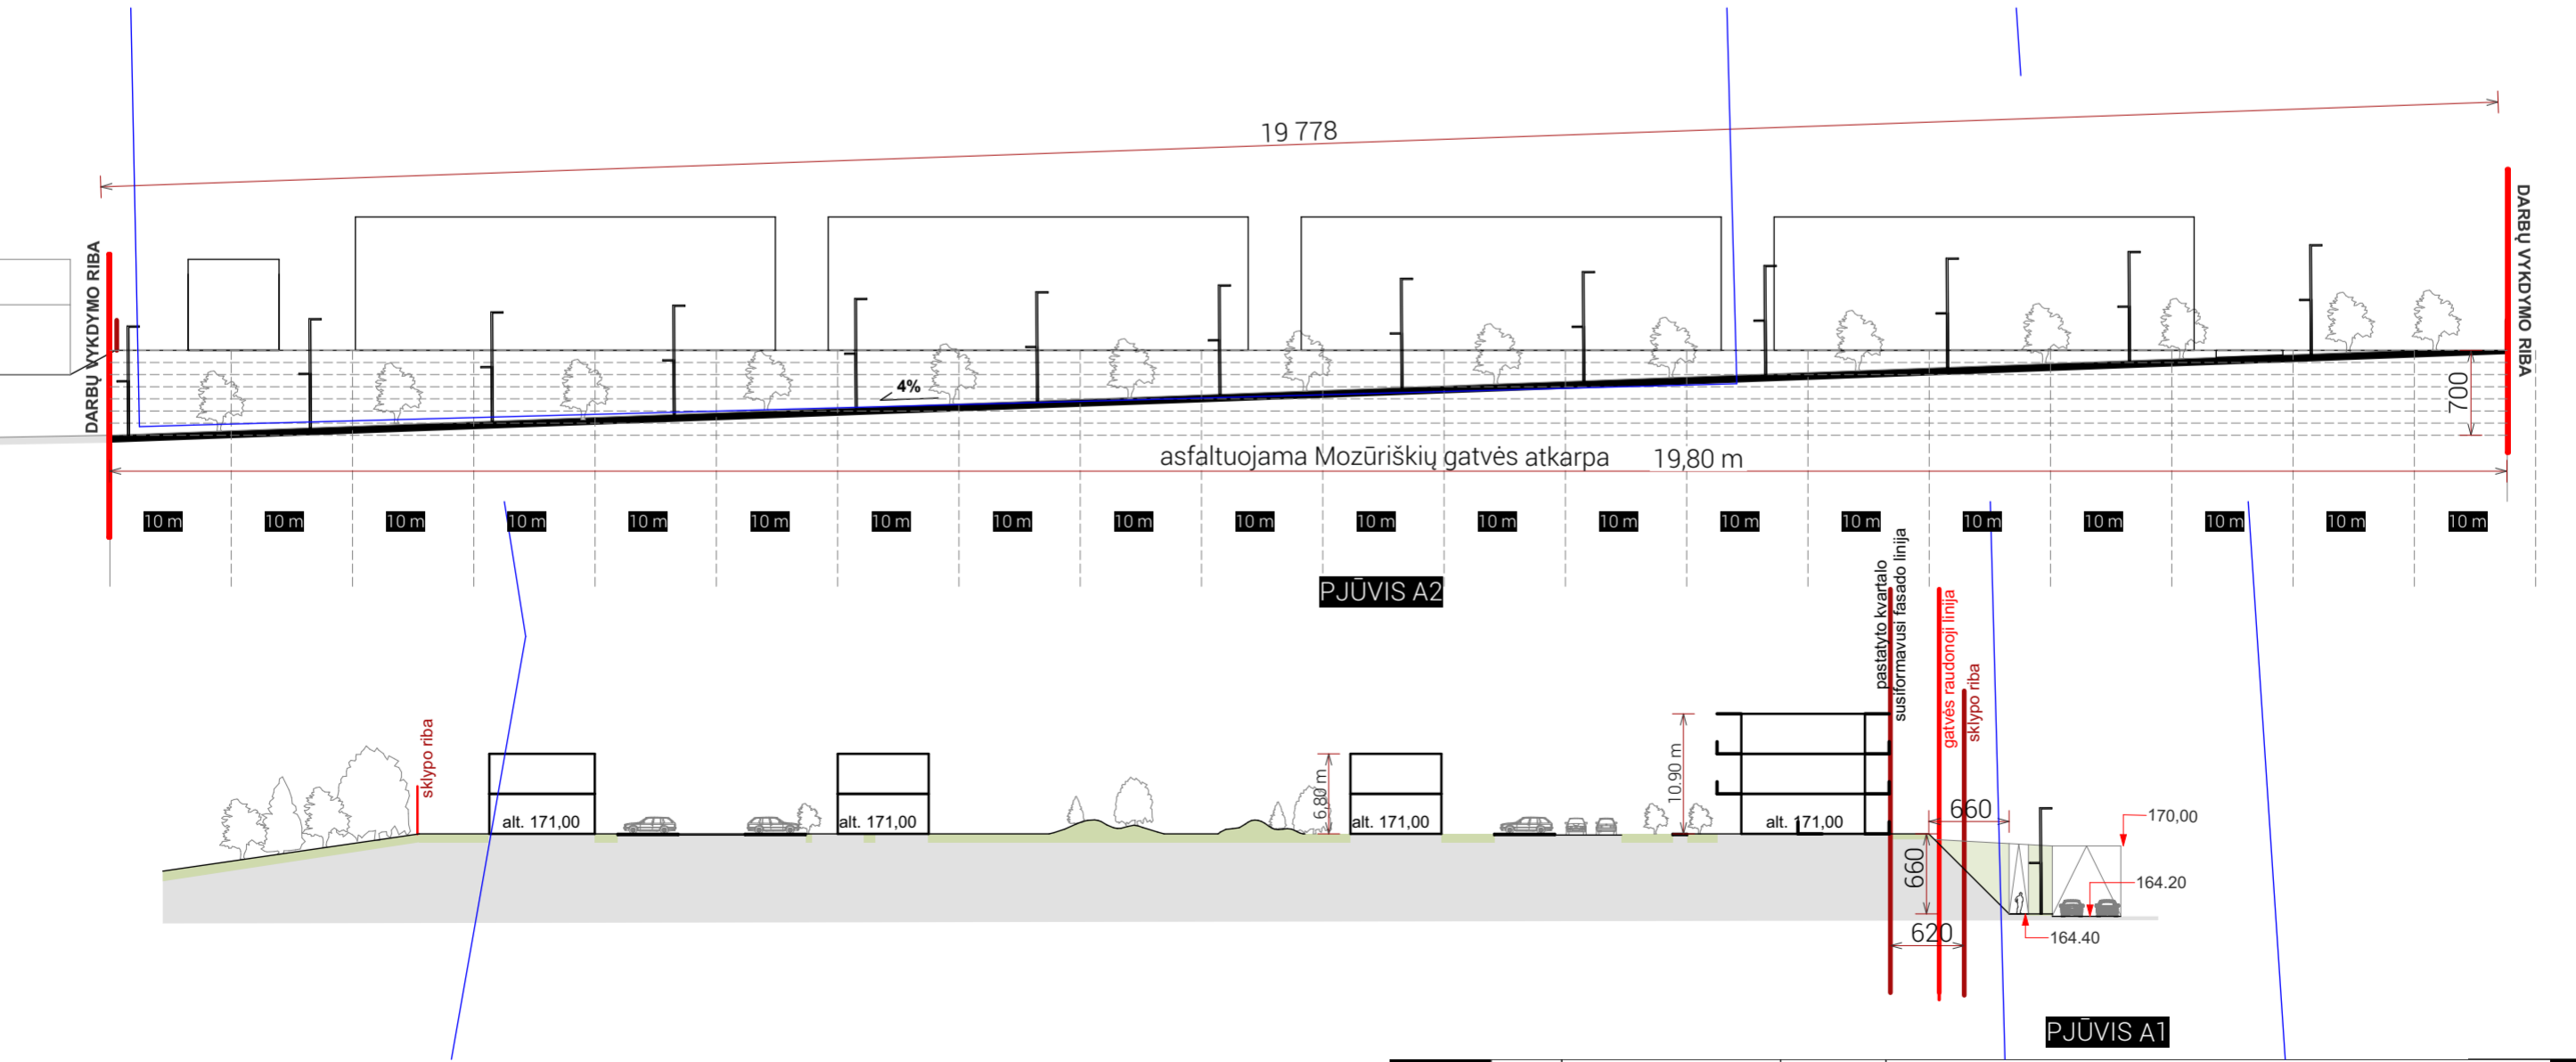 19 778
DARBŲ VYKDYMO RIBA
DARBŲ VYKDYMO RIBA
4%
700
asfaltuojama Mozūriškių gatvės atkarpa 19,80 m
10 m 10 m 10 m 10 m 10 m 10 m 10 m 10 m 10 m 10 m 10 m 10 m 10 m 10 m 10 m 10 m 10 m 10 m 10 m 10 m
PJŪVIS A2
pastatyto kvartalo
susiformavusi fasado linija
gatvės raudonoji linija
sklypo riba
sklypo riba
6,80 m
10.90 m
alt. 171,00
alt. 171,00
alt. 171,00
alt. 171,00
660
660
620
170,00
164.20
164.40
PJŪVIS A1